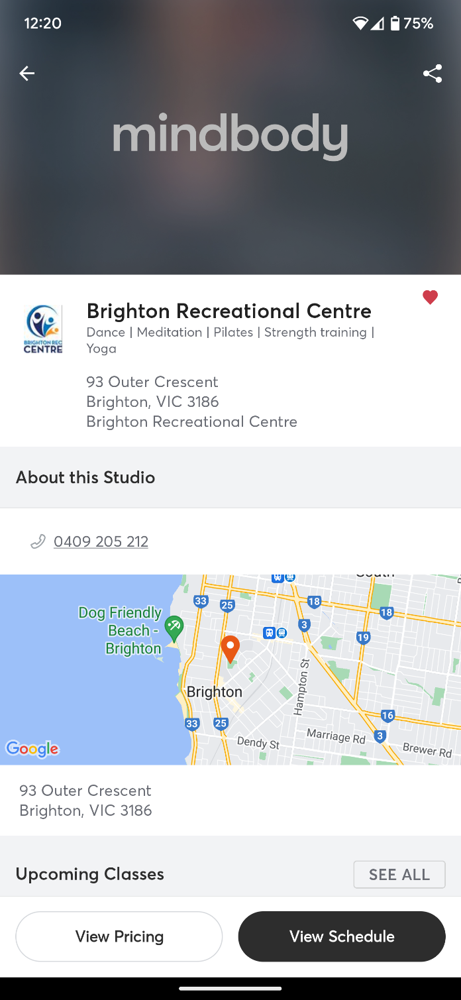 12:20
75%
mindbody
BRIGHTON REC
CENTRE
Brighton Recreational Centre
Dance | Meditation | Pilates | Strength training |
Yoga
93 Outer Crescent
Brighton, VIC 3186
Brighton Recreational Centre
About this Studio
0409 205 212
33
25
18
18
3
19
Dog Friendly
Beach -
Brighton
Brighton
Hampton St
33
25
16
3
Marriage Rd
Dendy St
Brewer Rd
Google
93 Outer Crescent
Brighton, VIC 3186
Upcoming Classes
SEE ALL
View Pricing
View Schedule